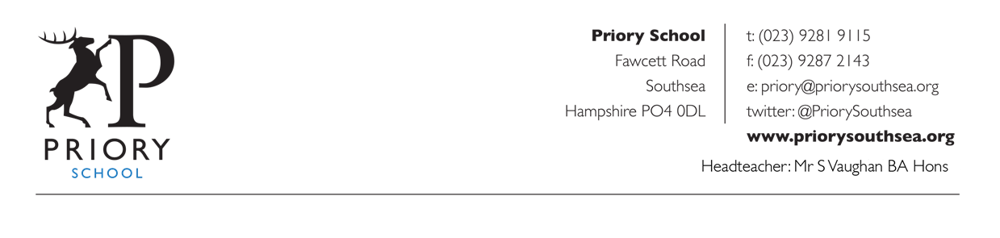 P
PRIORY
SCHOOL
Priory School
Fawcett Road
Southsea
Hampshire PO4 0DL
t: (023) 9281 9115
f: (023) 9287 2143
e: priory@priorysouthsea.org
twitter: @PriorySouthsea
www.priorysouthsea.org
Headteacher: Mr S Vaughan BA Hons